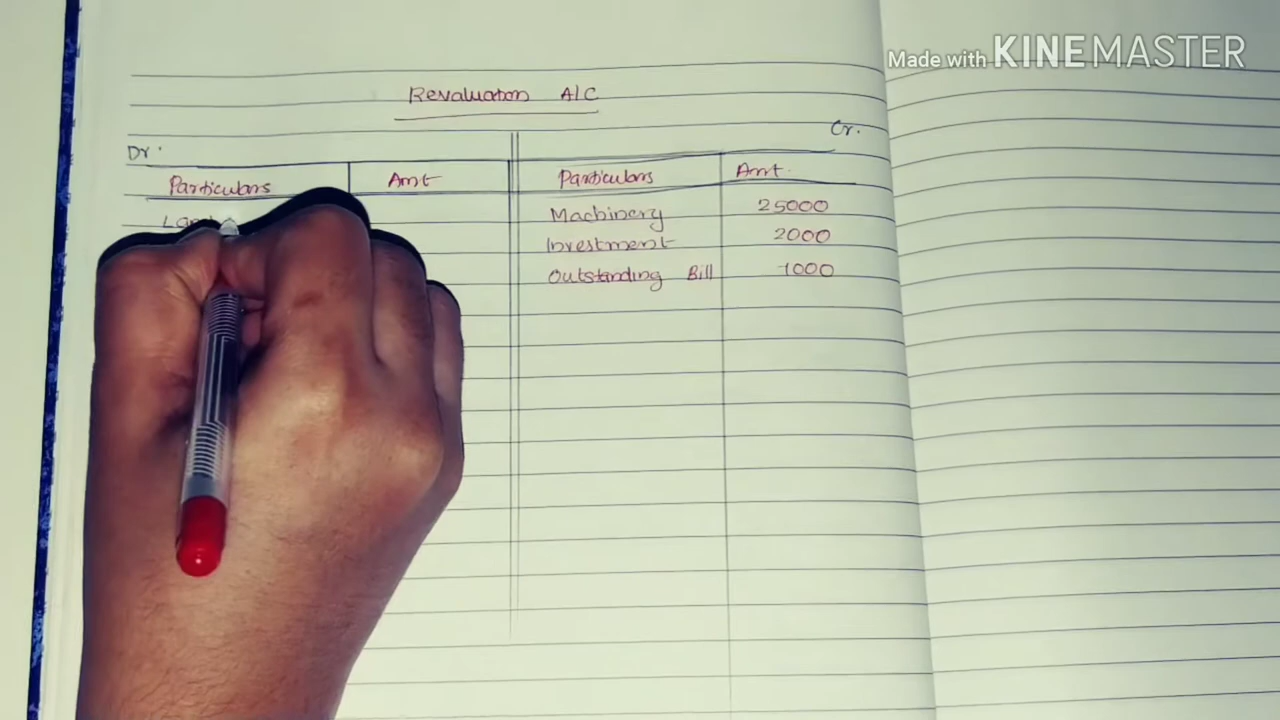 Made with KINEMASTER
Revaluation A/C
Dr.
Cr.
Particulars Amt Particulars Amt.
Machinery 25000
Investment 2000
Outstanding Bill 1000